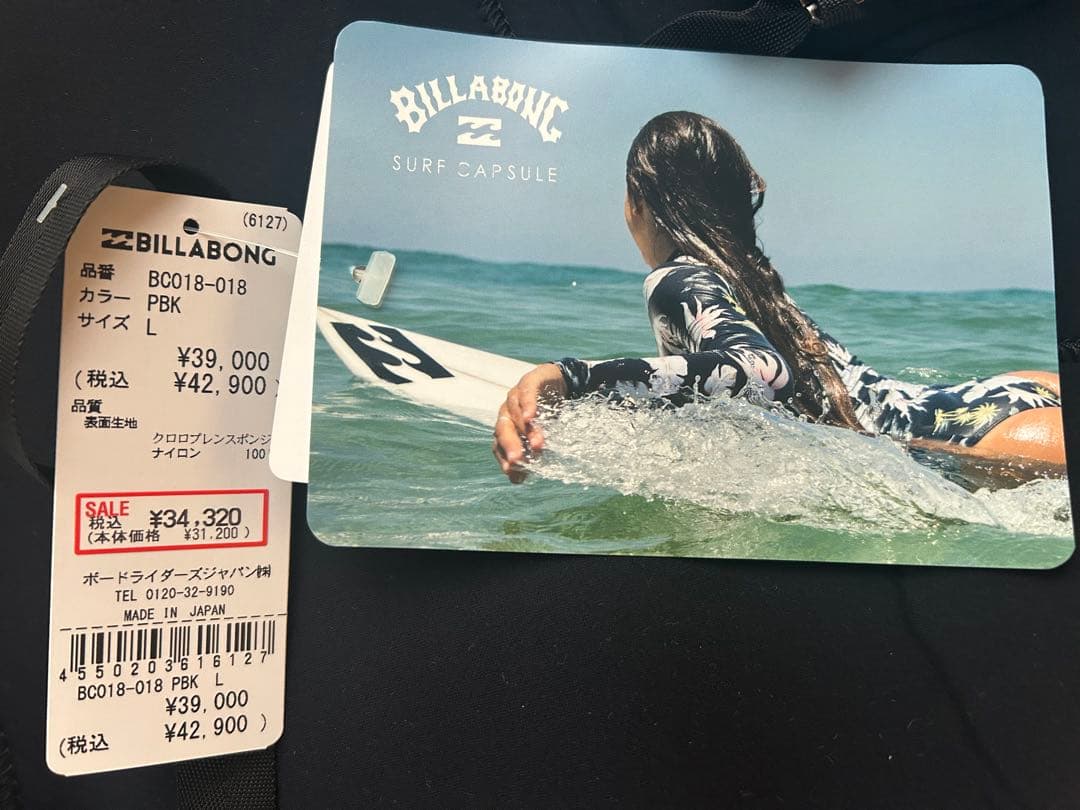 BILLABONG
SURF CAPSULE
(6127)
BILLABONG
品番 BC018-018
カラー PBK
サイズ L
¥39,000
(税込 ¥42,900)
品質
表面生地
クロロプレンスポンジ
ナイロン 100
SALE
税込 ¥34,320
(本体価格 ¥31,200)
ボードライダーズジャパン㈱
TEL 0120-32-9190
MADE IN JAPAN
4550203616127
BC018-018 PBK L
¥39,000
(税込 ¥42,900)